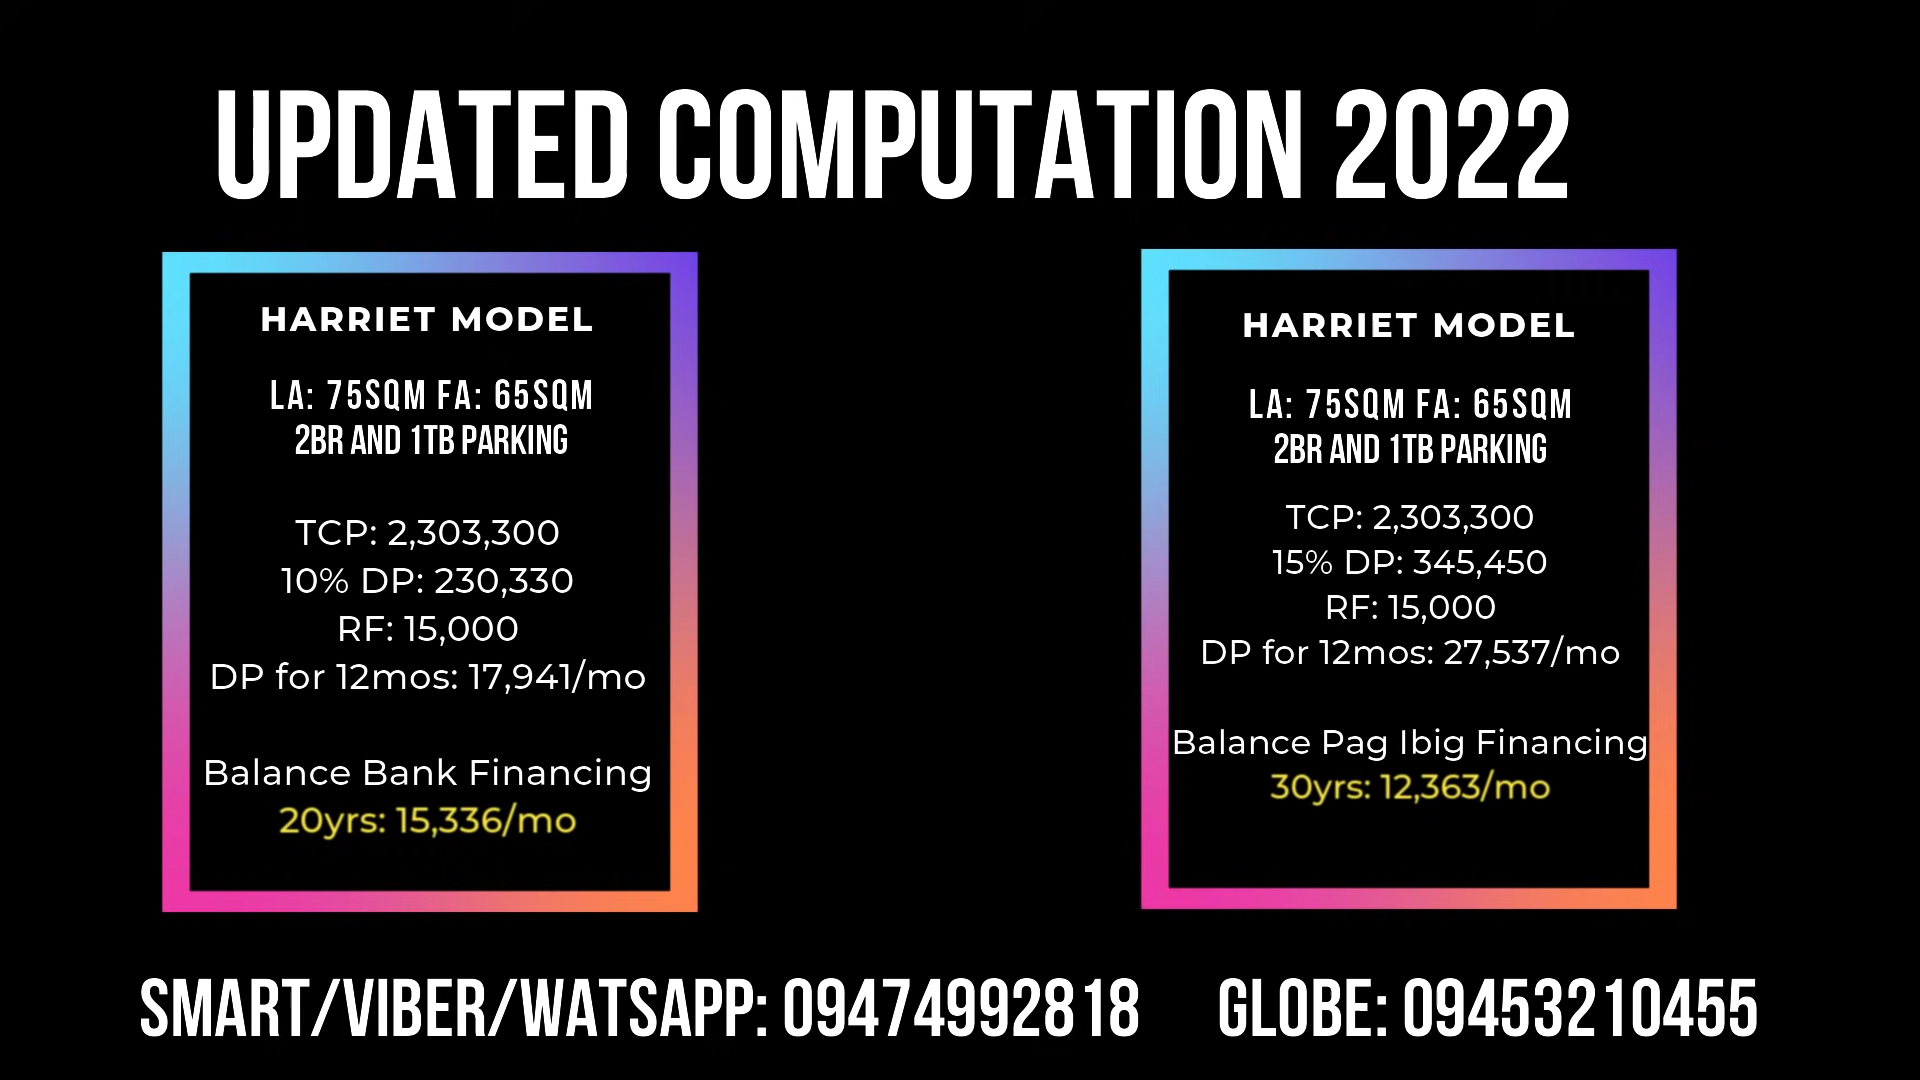 UPDATED COMPUTATION 2022
HARRIET MODEL
LA: 75SQM FA: 65SQM
2BR AND 1TB PARKING
TCP: 2,303,300
10% DP: 230,330
RF: 15,000
DP for 12mos: 17,941/mo
Balance Bank Financing
20yrs: 15,336/mo
HARRIET MODEL
LA: 75SQM FA: 65SQM
2BR AND 1TB PARKING
TCP: 2,303,300
15% DP: 345,450
RF: 15,000
DP for 12mos: 27,537/mo
Balance Pag Ibig Financing
30yrs: 12,363/mo
SMART/VIBER/WATSAPP: 09474992818 GLOBE: 09453210455